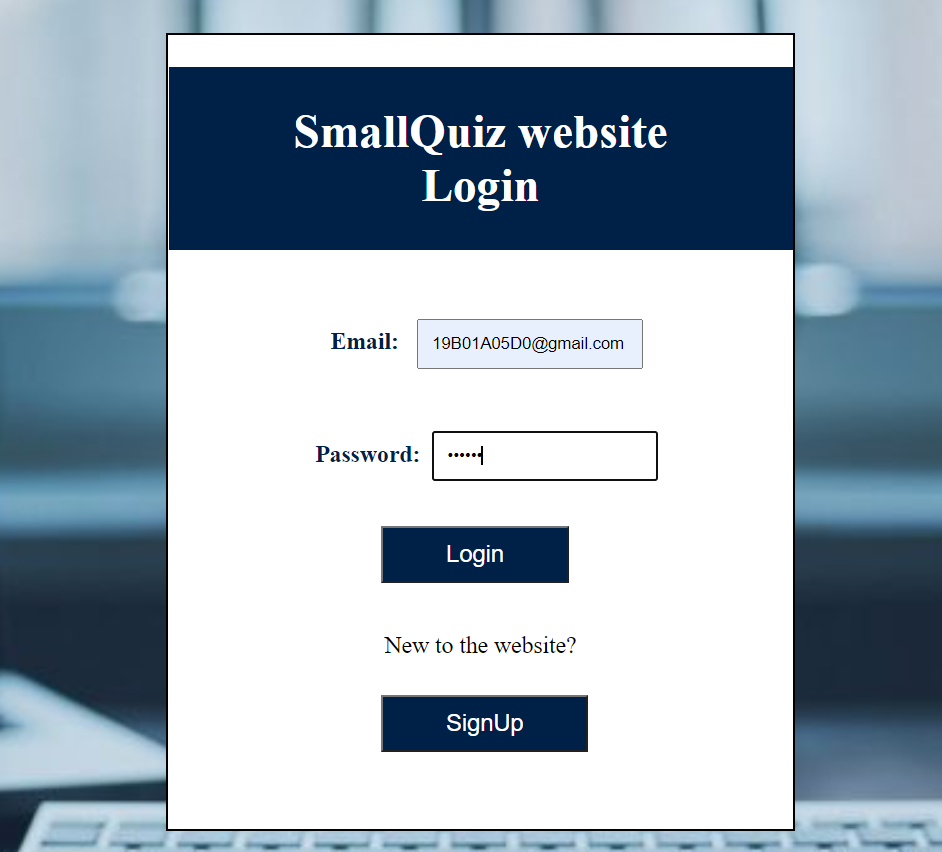 SmallQuiz website
Login
Email: 19B01A05D0@gmail.com
Password: ••••••
Login
New to the website?
SignUp